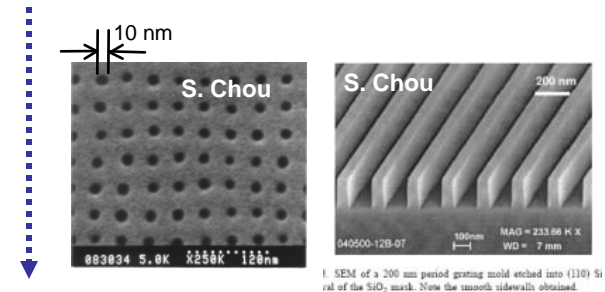 10 nm
S. Chou
083034 5.0K X250K 120nm
S. Chou
200 nm
040500-12B-07
100nm
MAG = 233.66 K X
WD = 7 mm
SEM of a 200 nm period grating mold etched into (110) Si
val of the SiO₂ mask. Note the smooth sidewalls obtained.